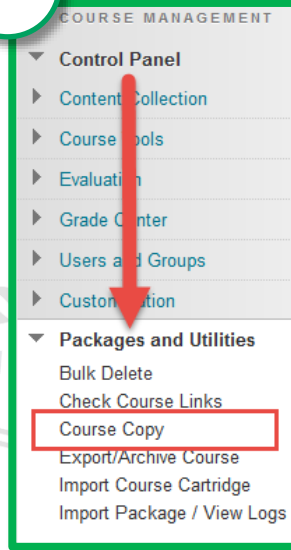 COURSE MANAGEMENT
Control Panel
Content Collection
Course Tools
Evaluation
Grade Center
Users and Groups
Customization
Packages and Utilities
Bulk Delete
Check Course Links
Course Copy
Export/Archive Course
Import Course Cartridge
Import Package / View Logs